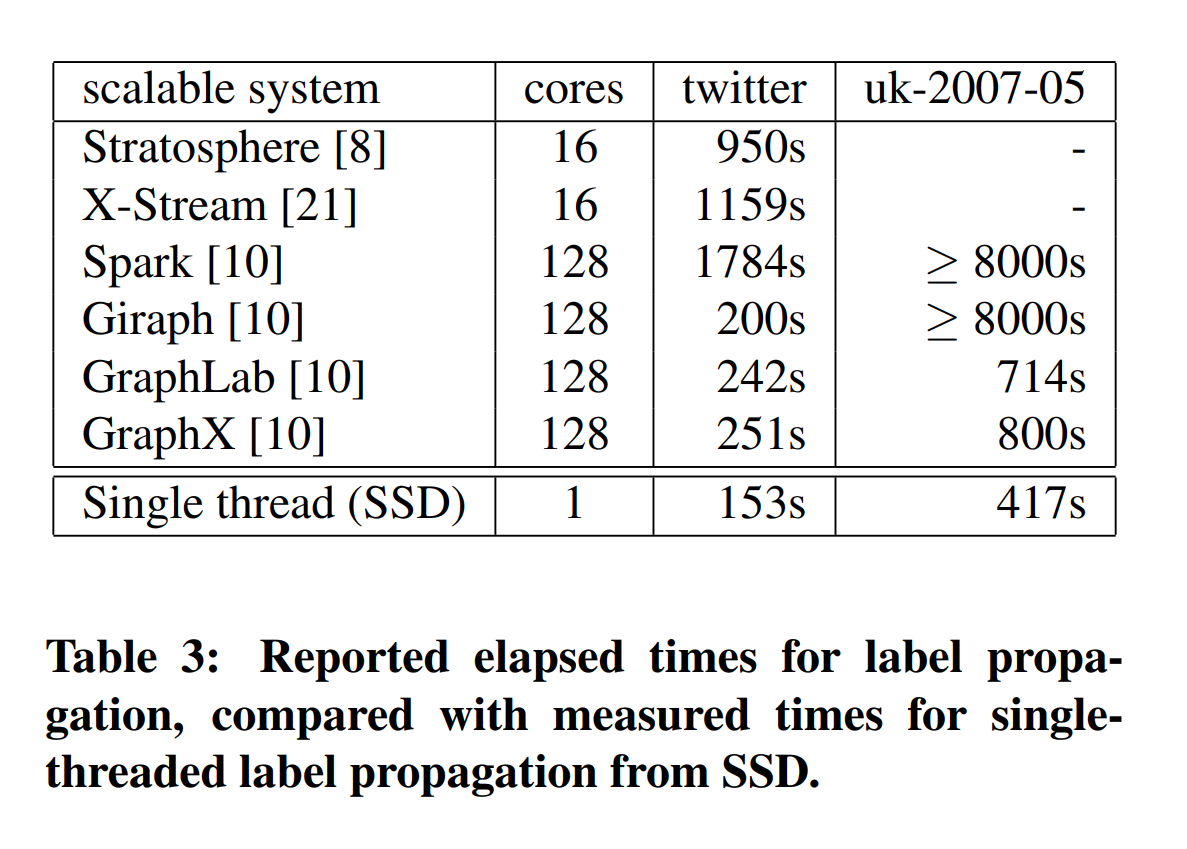 scalable system cores twitter uk-2007-05
Stratosphere [8] 16 950s -
X-Stream [21] 16 1159s -
Spark [10] 128 1784s ≥ 8000s
Giraph [10] 128 200s ≥ 8000s
GraphLab [10] 128 242s 714s
GraphX [10] 128 251s 800s
Single thread (SSD) 1 153s 417s
Table 3: Reported elapsed times for label propa-
gation, compared with measured times for single-
threaded label propagation from SSD.